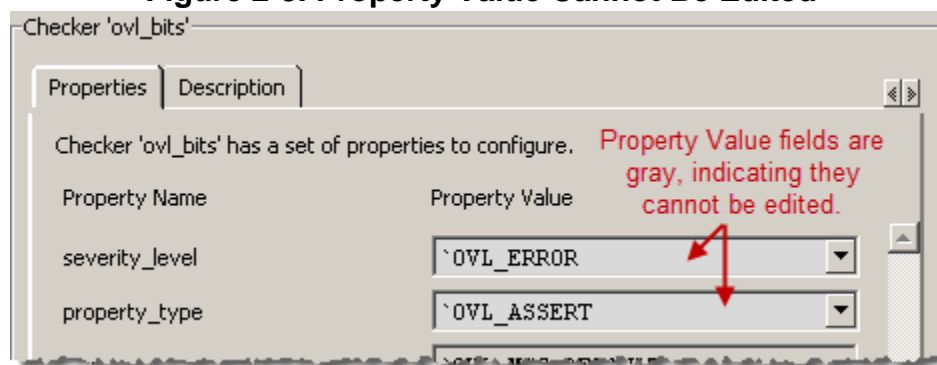 Checker 'ovl_bits'
Properties Description
Checker 'ovl_bits' has a set of properties to configure.
Property Value fields are
gray, indicating they
cannot be edited.
Property Name Property Value
severity_level `OVL_ERROR
property_type `OVL_ASSERT